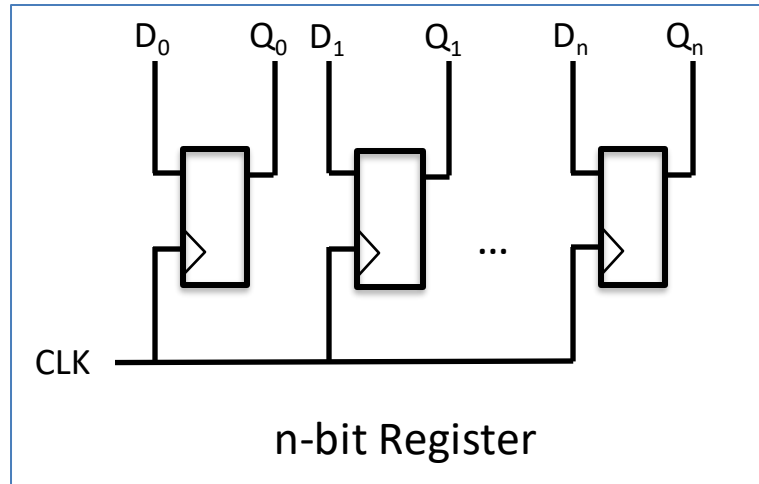 D₀ Q₀ D₁ Q₁ Dₙ Qₙ
...
CLK
n-bit Register